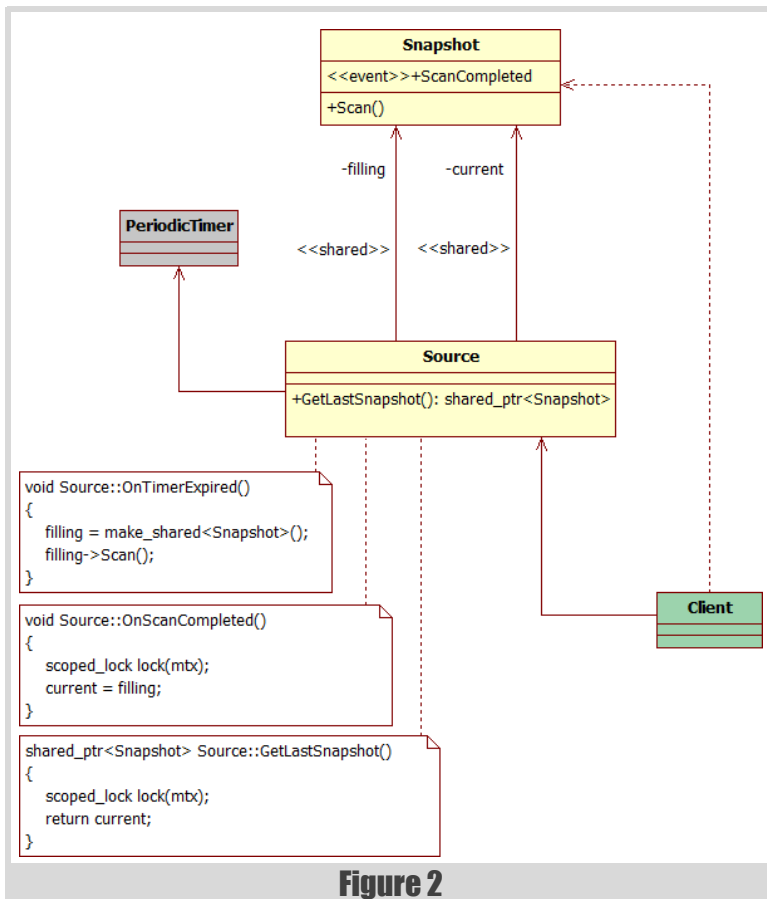 Snapshot
<<event>>+ScanCompleted
+Scan()
-filling
-current
PeriodicTimer
<<shared>>
<<shared>>
Source
+GetLastSnapshot(): shared_ptr<Snapshot>
void Source::OnTimerExpired()
{
filling = make_shared<Snapshot>();
filling->Scan();
}
Client
void Source::OnScanCompleted()
{
scoped_lock lock(mtx);
current = filling;
}
shared_ptr<Snapshot> Source::GetLastSnapshot()
{
scoped_lock lock(mtx);
return current;
}
Figure 2